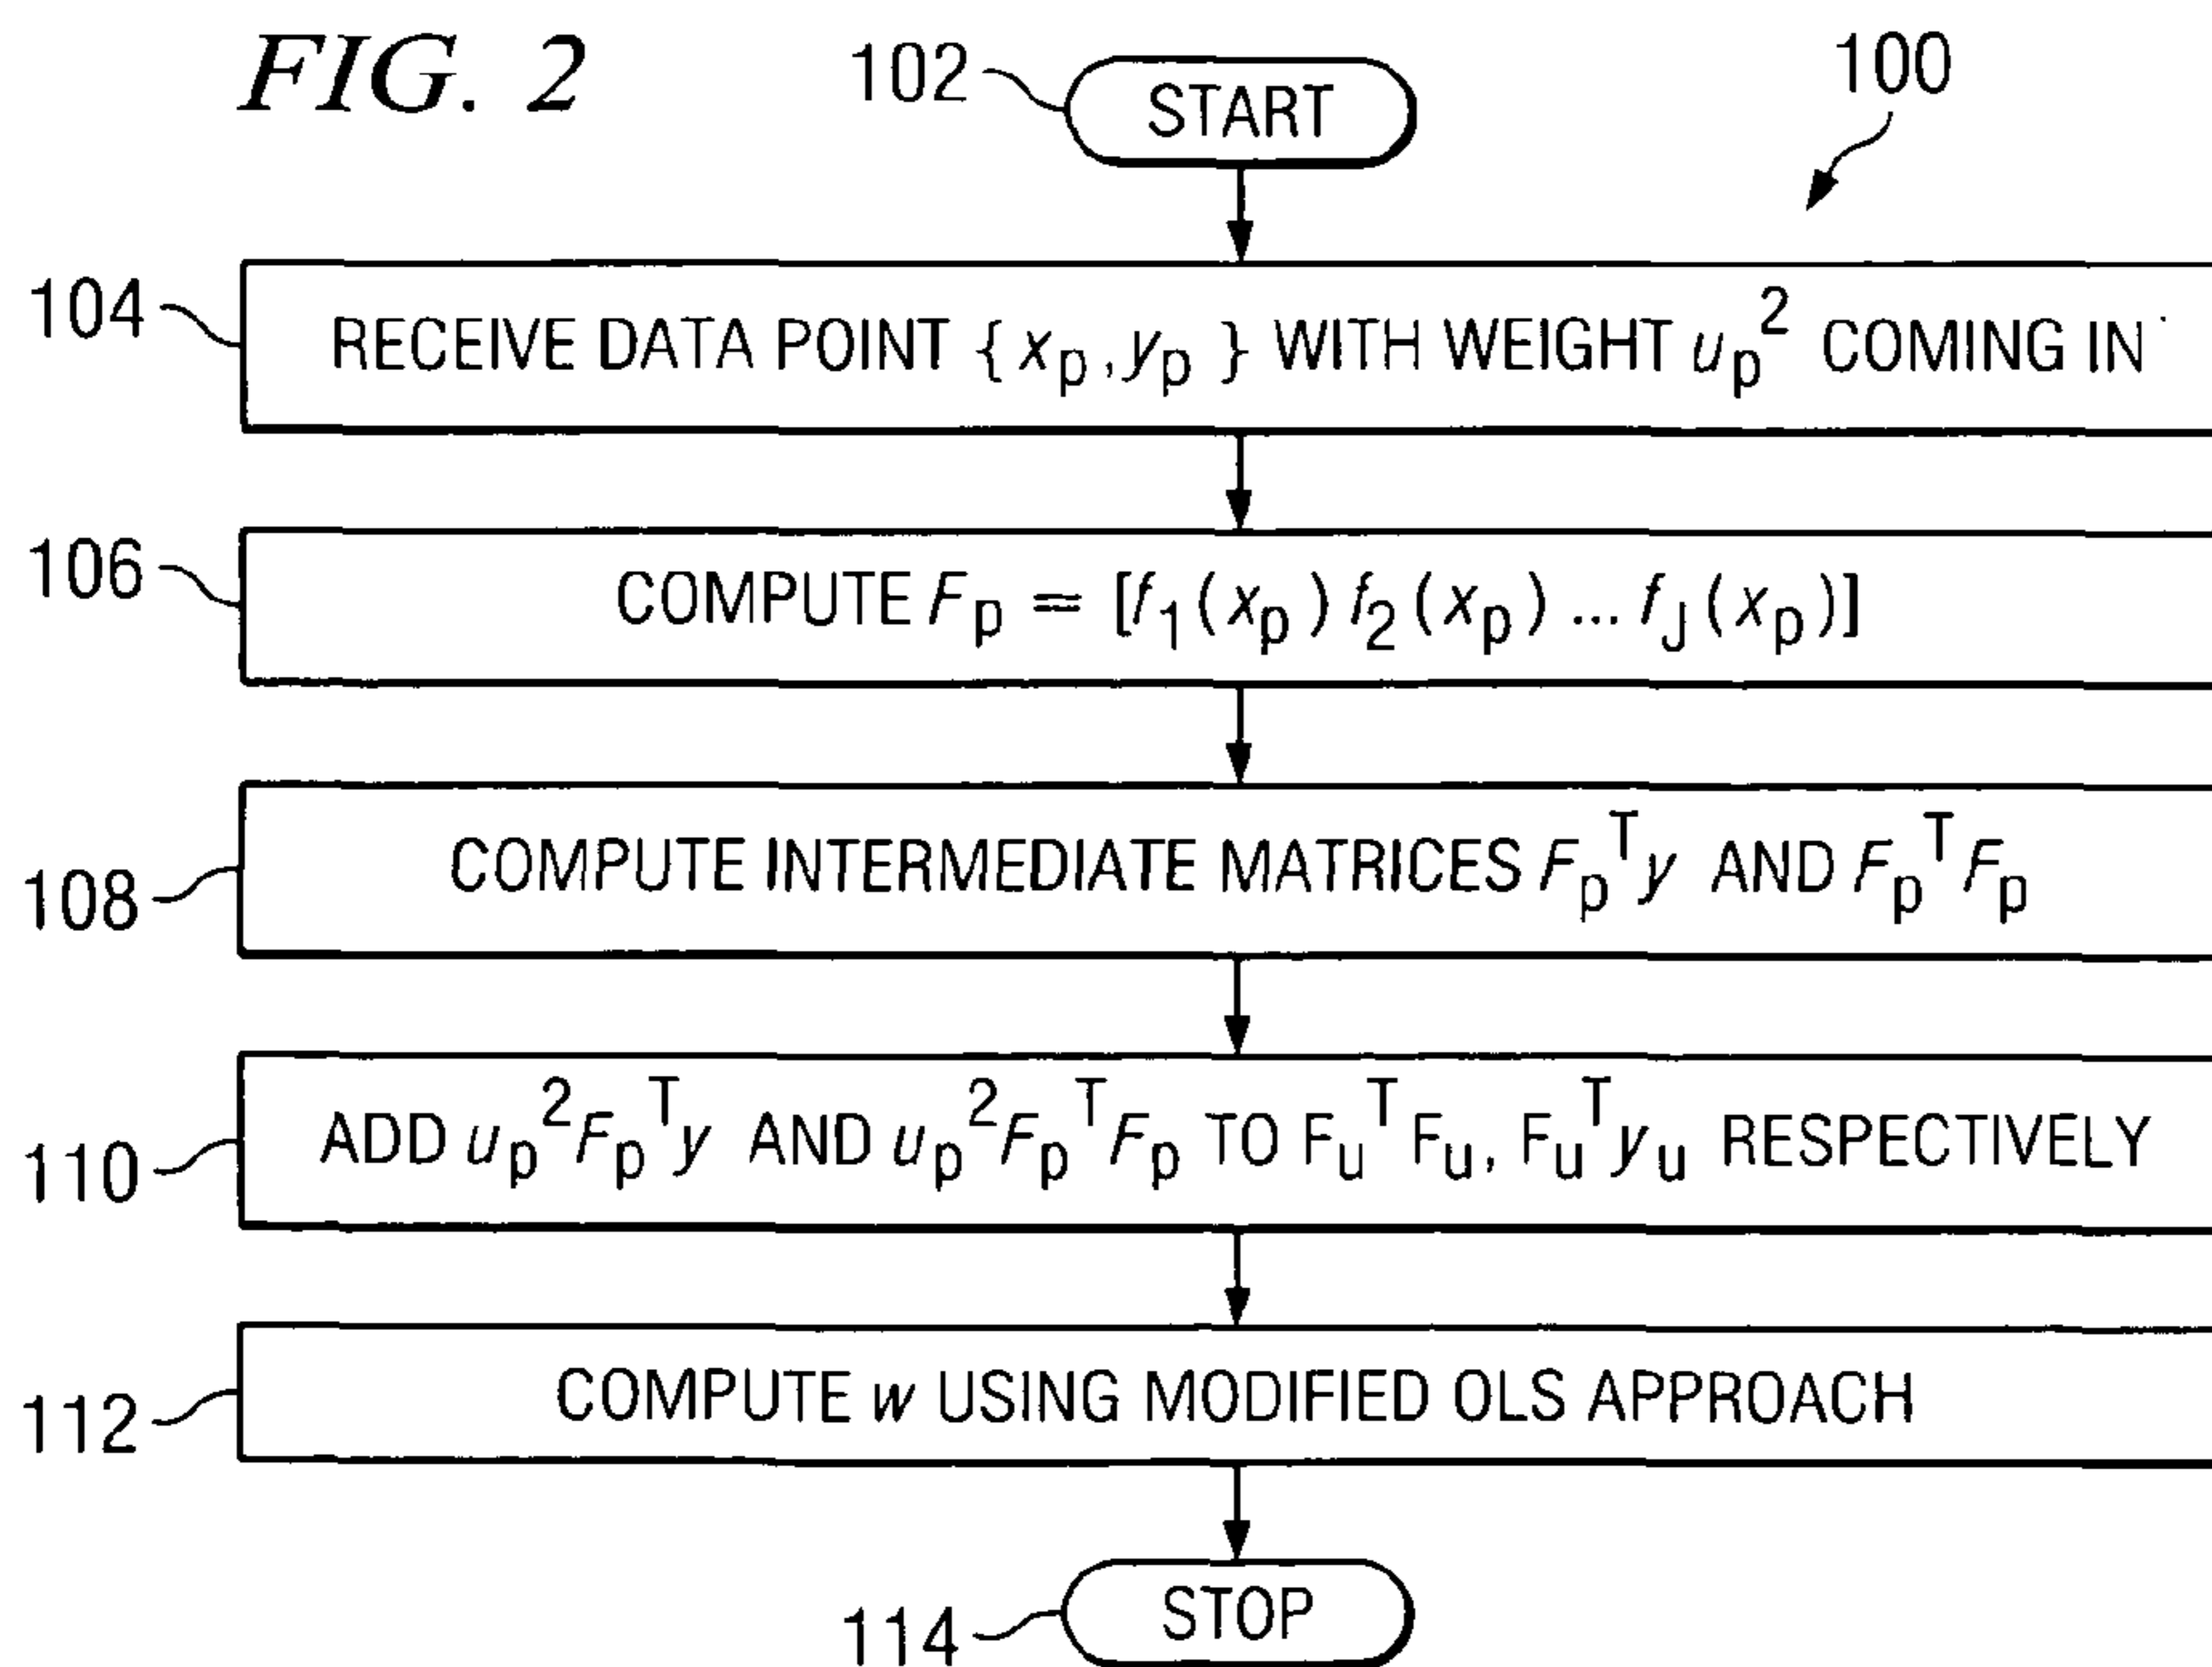 FIG. 2
102
START
100
104
RECEIVE DATA POINT { xₚ , yₚ } WITH WEIGHT uₚ² COMING IN
106
COMPUTE Fₚ = [f₁(xₚ) f₂(xₚ) ... f_J(xₚ)]
108
COMPUTE INTERMEDIATE MATRICES Fₚᵀy AND FₚᵀFₚ
110
ADD uₚ²Fₚᵀy AND uₚ²FₚᵀFₚ TO FᵤᵀFᵤ, Fᵤᵀyᵤ RESPECTIVELY
112
COMPUTE w USING MODIFIED OLS APPROACH
114
STOP